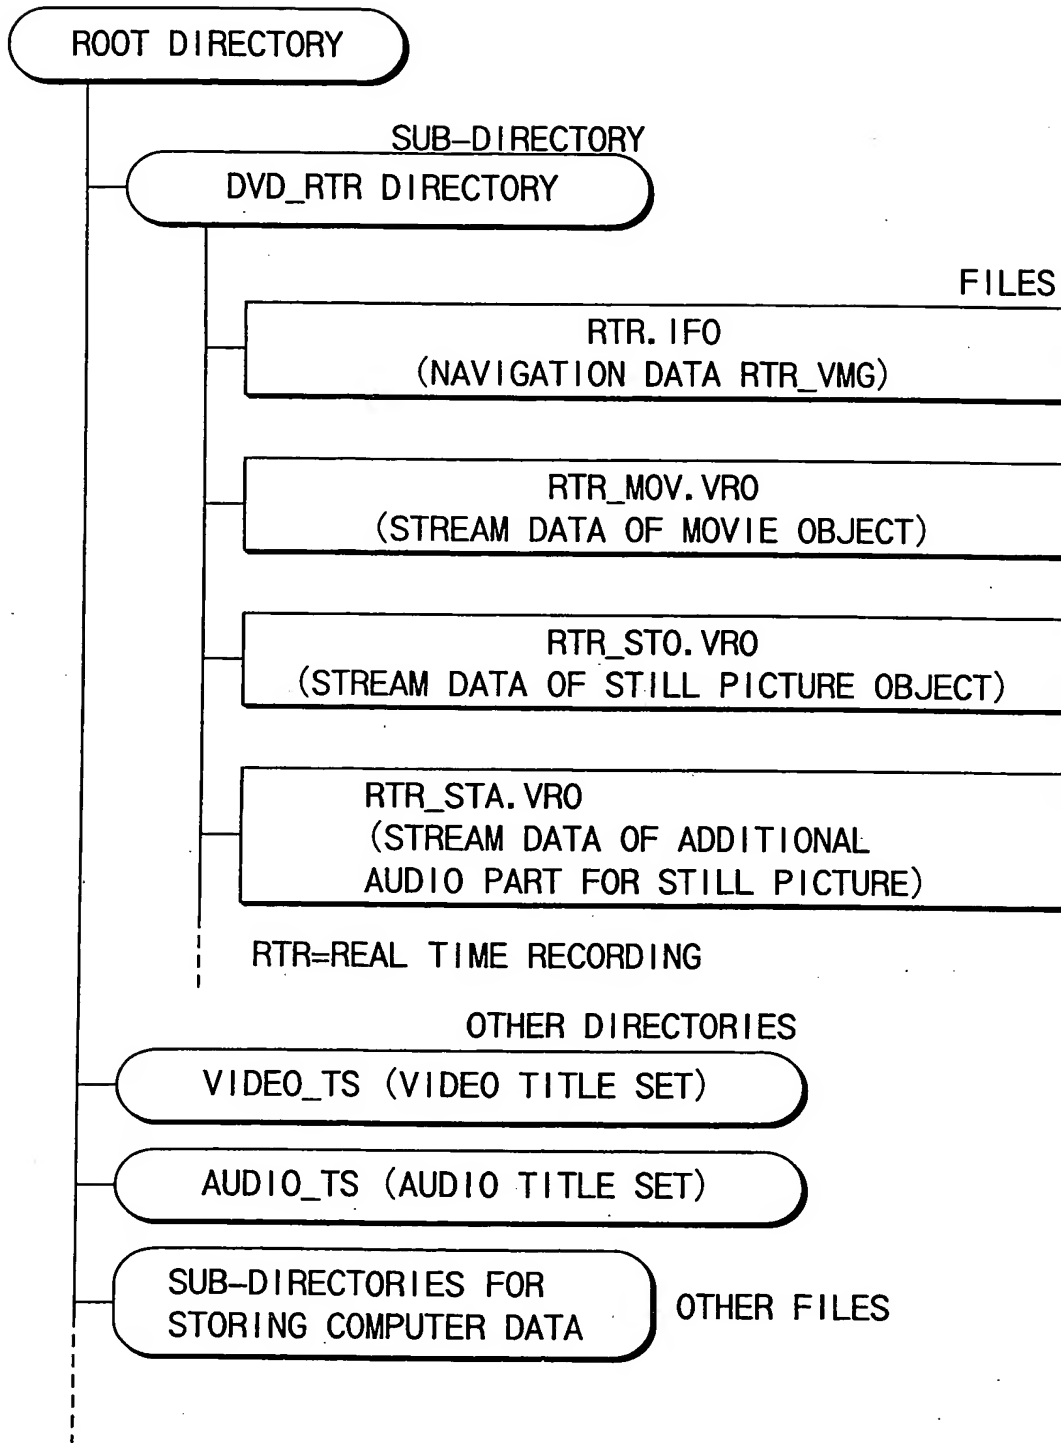 ROOT DIRECTORY
SUB-DIRECTORY
DVD_RTR DIRECTORY
FILES
RTR.IFO
(NAVIGATION DATA RTR_VMG)
RTR_MOV.VRO
(STREAM DATA OF MOVIE OBJECT)
RTR_STO.VRO
(STREAM DATA OF STILL PICTURE OBJECT)
RTR_STA.VRO
(STREAM DATA OF ADDITIONAL
AUDIO PART FOR STILL PICTURE)
RTR=REAL TIME RECORDING
OTHER DIRECTORIES
VIDEO_TS (VIDEO TITLE SET)
AUDIO_TS (AUDIO TITLE SET)
SUB-DIRECTORIES FOR
STORING COMPUTER DATA
OTHER FILES